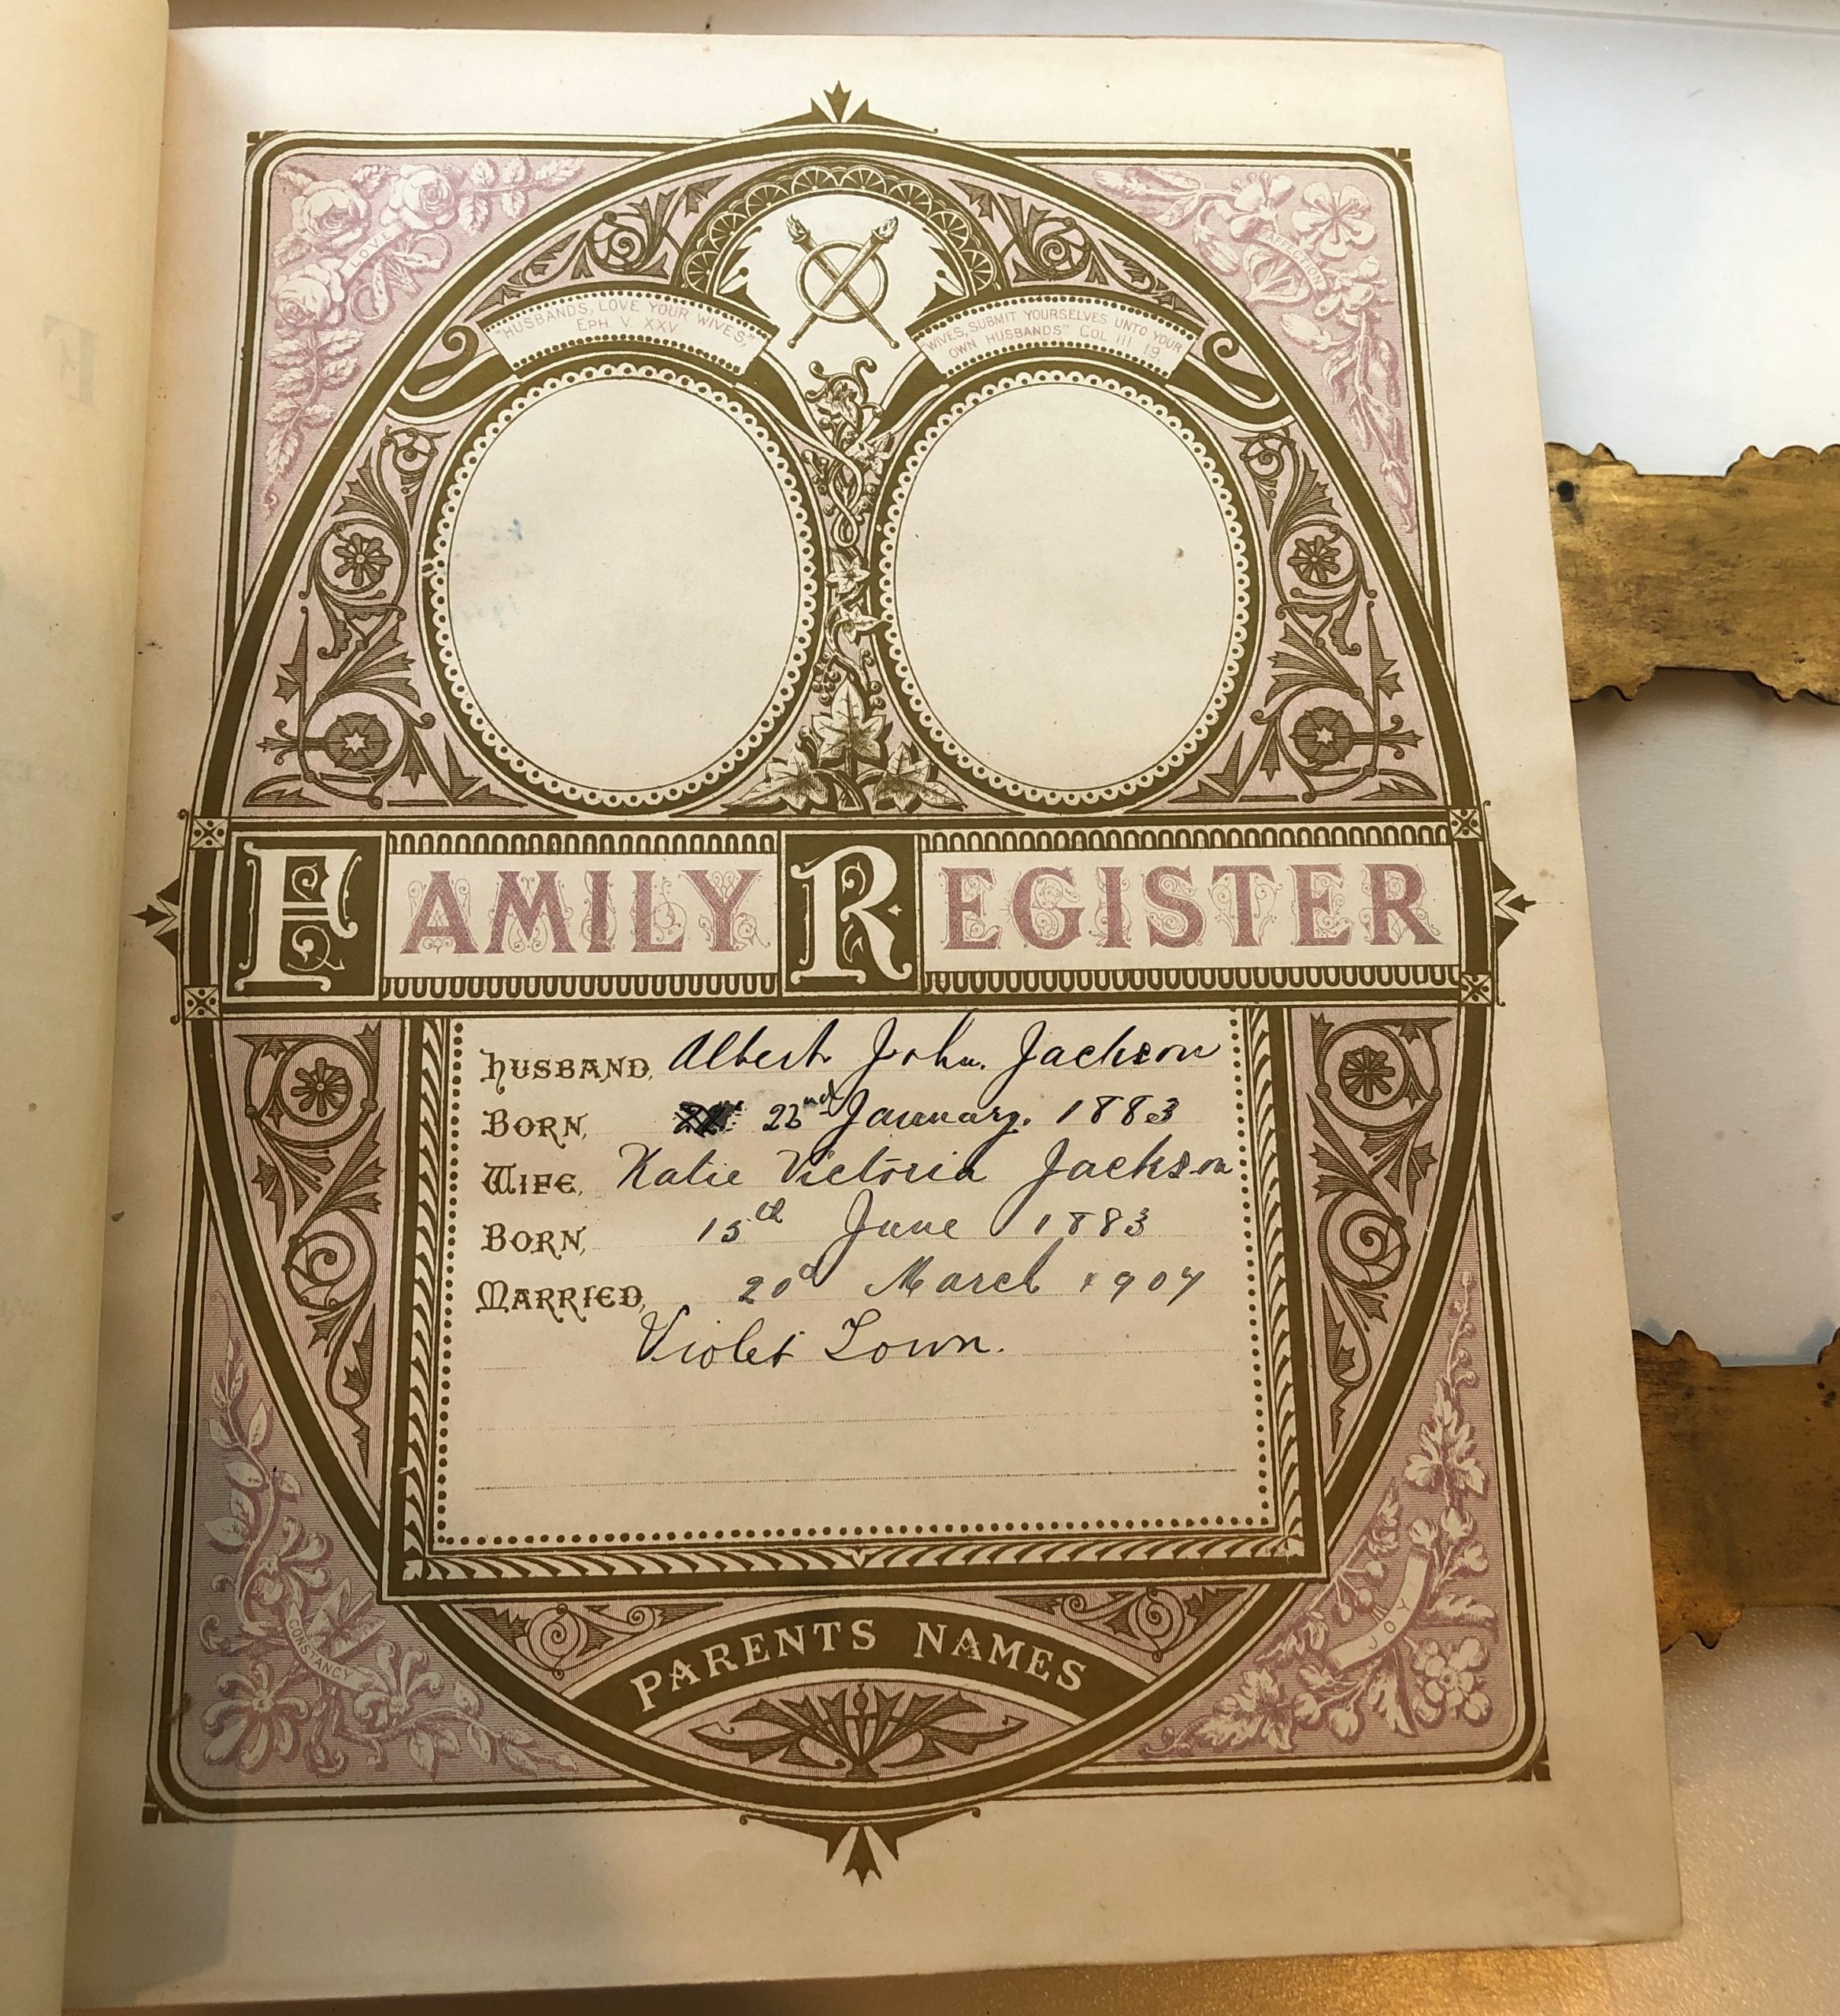 LOVE
AFFECTION
"HUSBANDS, LOVE YOUR WIVES,"
EPH. V. XXV
WIVES, SUBMIT YOURSELVES UNTO YOUR
OWN HUSBANDS" COL III 19.
FAMILY REGISTER
HUSBAND, Albert John. Jackson
BORN, 22nd January. 1883
WIFE, Katie Victoria Jackson
BORN, 15th June 1883
MARRIED, 20th March 1907
Violet Town.
CONSTANCY
JOY
PARENTS NAMES